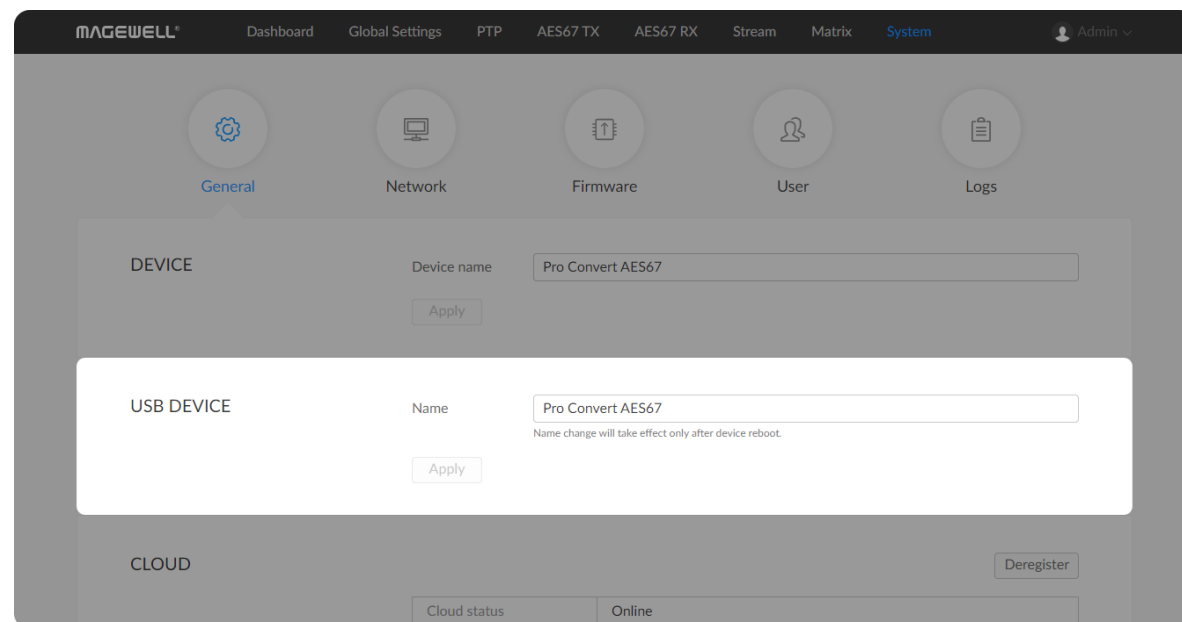 MAGEWELL®
Dashboard Global Settings PTP AES67 TX AES67 RX Stream Matrix System Admin
General Network Firmware User Logs
DEVICE
Device name Pro Convert AES67
Apply
USB DEVICE
Name Pro Convert AES67
Name change will take effect only after device reboot.
Apply
CLOUD Deregister
Cloud status Online